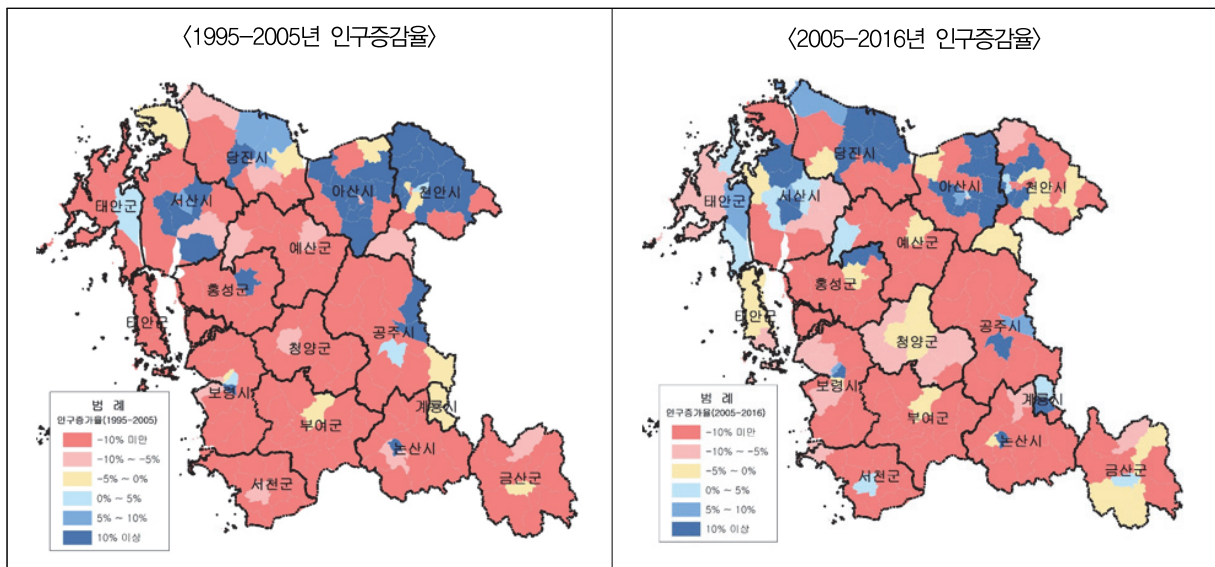 〈1995-2005년 인구증감율〉
당진시
아산시
천안시
서산시
태안군
예산군
홍성군
태안군
공주시
청양군
보령시
계룡시
부여군
논산시
금산군
서천군
범 례
인구증가율(1995-2005)
-10% 미만
-10% ~ -5%
-5% ~ 0%
0% ~ 5%
5% ~ 10%
10% 이상
〈2005-2016년 인구증감율〉
당진시
아산시
천안시
서산시
태안군
예산군
홍성군
태안군
공주시
청양군
보령시
계룡시
부여군
논산시
금산군
서천군
범 례
인구증가율(2005-2016)
-10% 미만
-10% ~ -5%
-5% ~ 0%
0% ~ 5%
5% ~ 10%
10% 이상